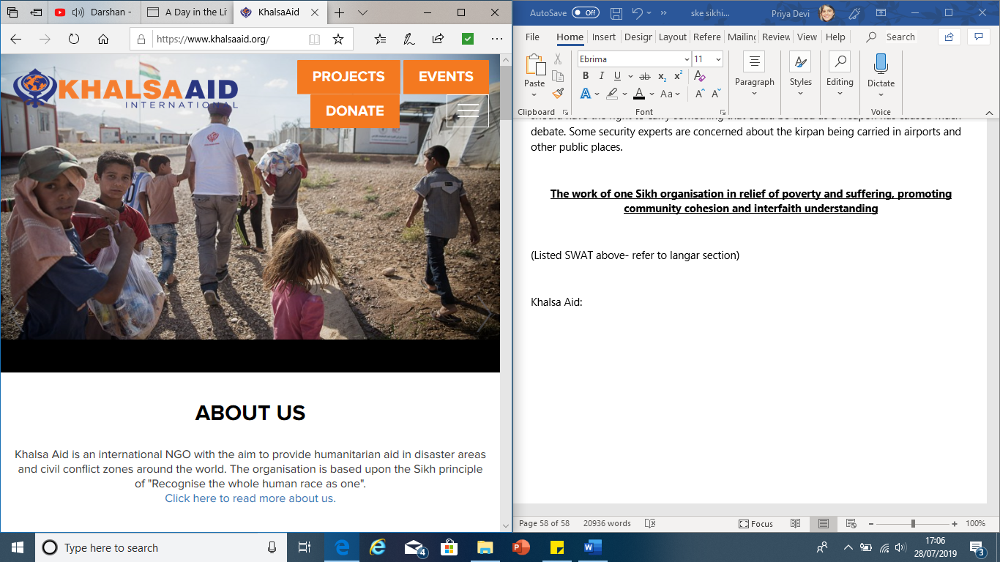 Darshan -
A Day in the Li
KhalsaAid
https://www.khalsaaid.org/
KHALSAAID
INTERNATIONAL
PROJECTS
EVENTS
DONATE
ABOUT US
Khalsa Aid is an international NGO with the aim to provide humanitarian aid in disaster areas
and civil conflict zones around the world. The organisation is based upon the Sikh principle
of "Recognise the whole human race as one".
Click here to read more about us.
AutoSave Off
ske sikhi...
Priya Devi
File Home Insert Design Layout Refere Mailing Review View Help Search
Paste
Clipboard
Ebrima 11
B I U ab x₂ x²
A A Aa A A
Font
Paragraph
Styles
Editing
Dictate
Voice
debate. Some security experts are concerned about the kirpan being carried in airports and
other public places.
The work of one Sikh organisation in relief of poverty and suffering, promoting
community cohesion and interfaith understanding
(Listed SWAT above- refer to langar section)
Khalsa Aid:
Page 58 of 58 20936 words Focus 100%
Type here to search
4
17:06
28/07/2019
3